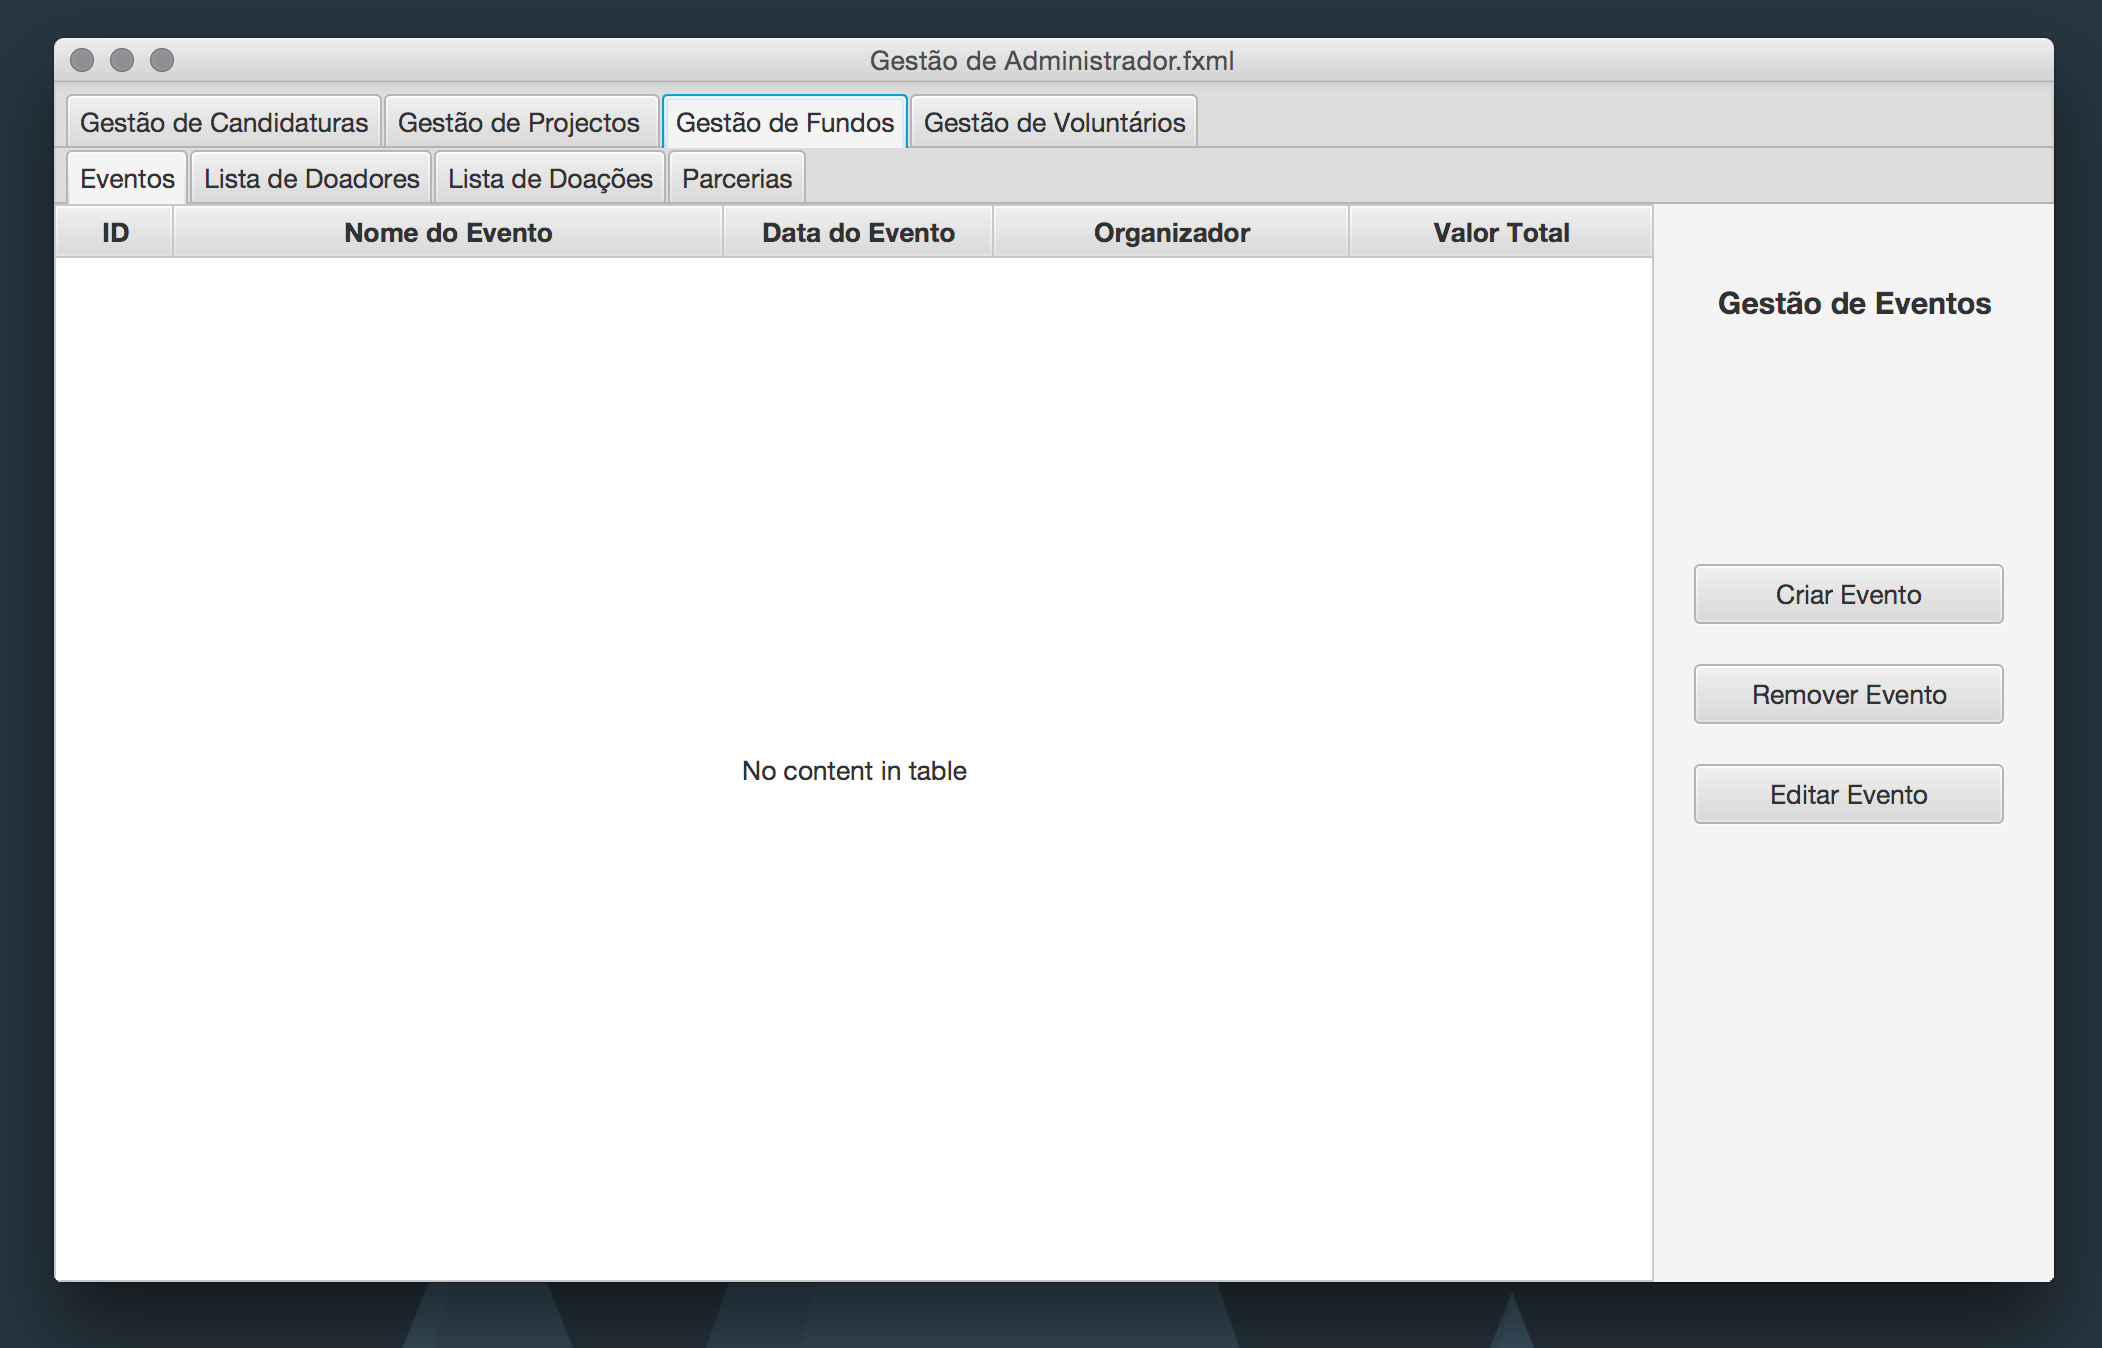 Gestão de Administrador.fxml
Gestão de Candidaturas Gestão de Projectos Gestão de Fundos Gestão de Voluntários
Eventos Lista de Doadores Lista de Doações Parcerias
ID Nome do Evento Data do Evento Organizador Valor Total
Gestão de Eventos
Criar Evento
Remover Evento
No content in table
Editar Evento